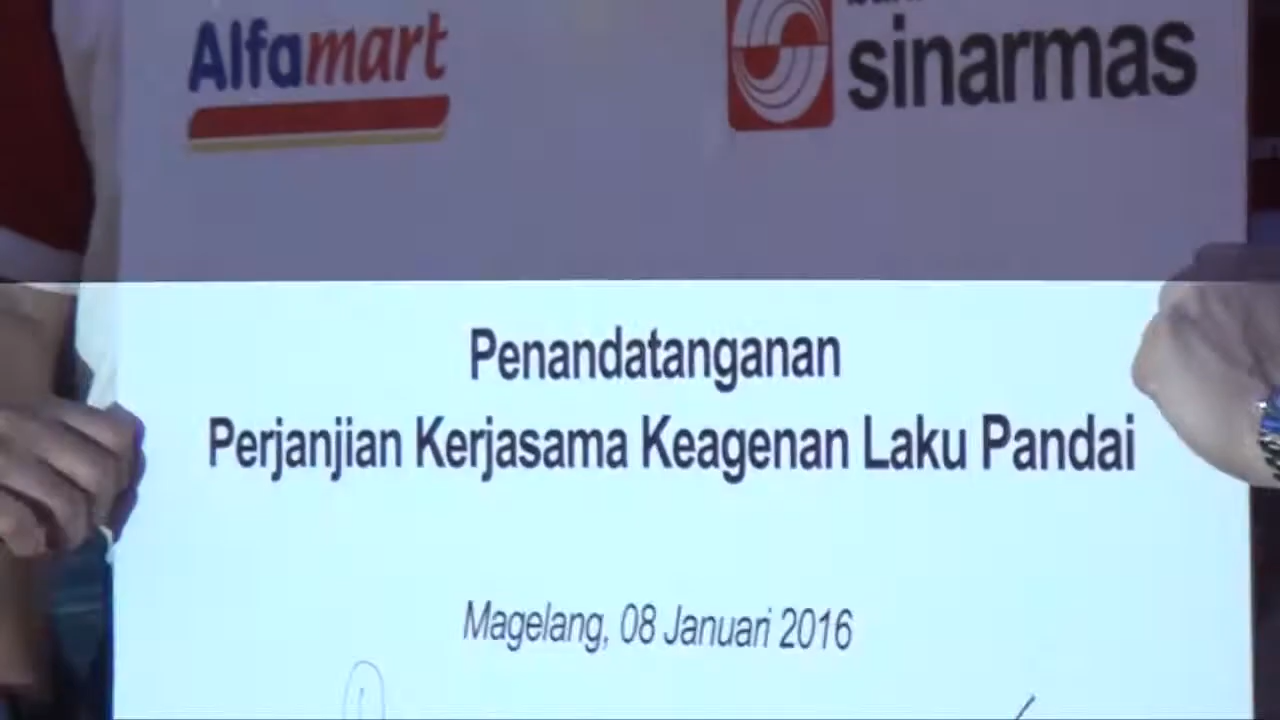 Alfamart
sinarmas
Penandatanganan
Perjanjian Kerjasama Keagenan Laku Pandai
Magelang, 08 Januari 2016